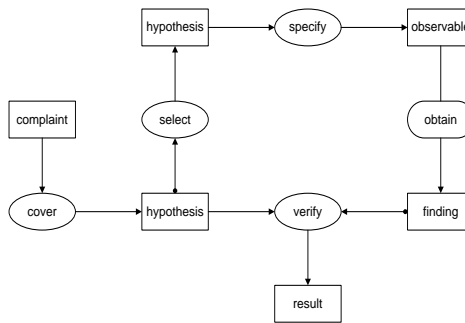 hypothesis specify observable
complaint select obtain
cover hypothesis verify finding
result